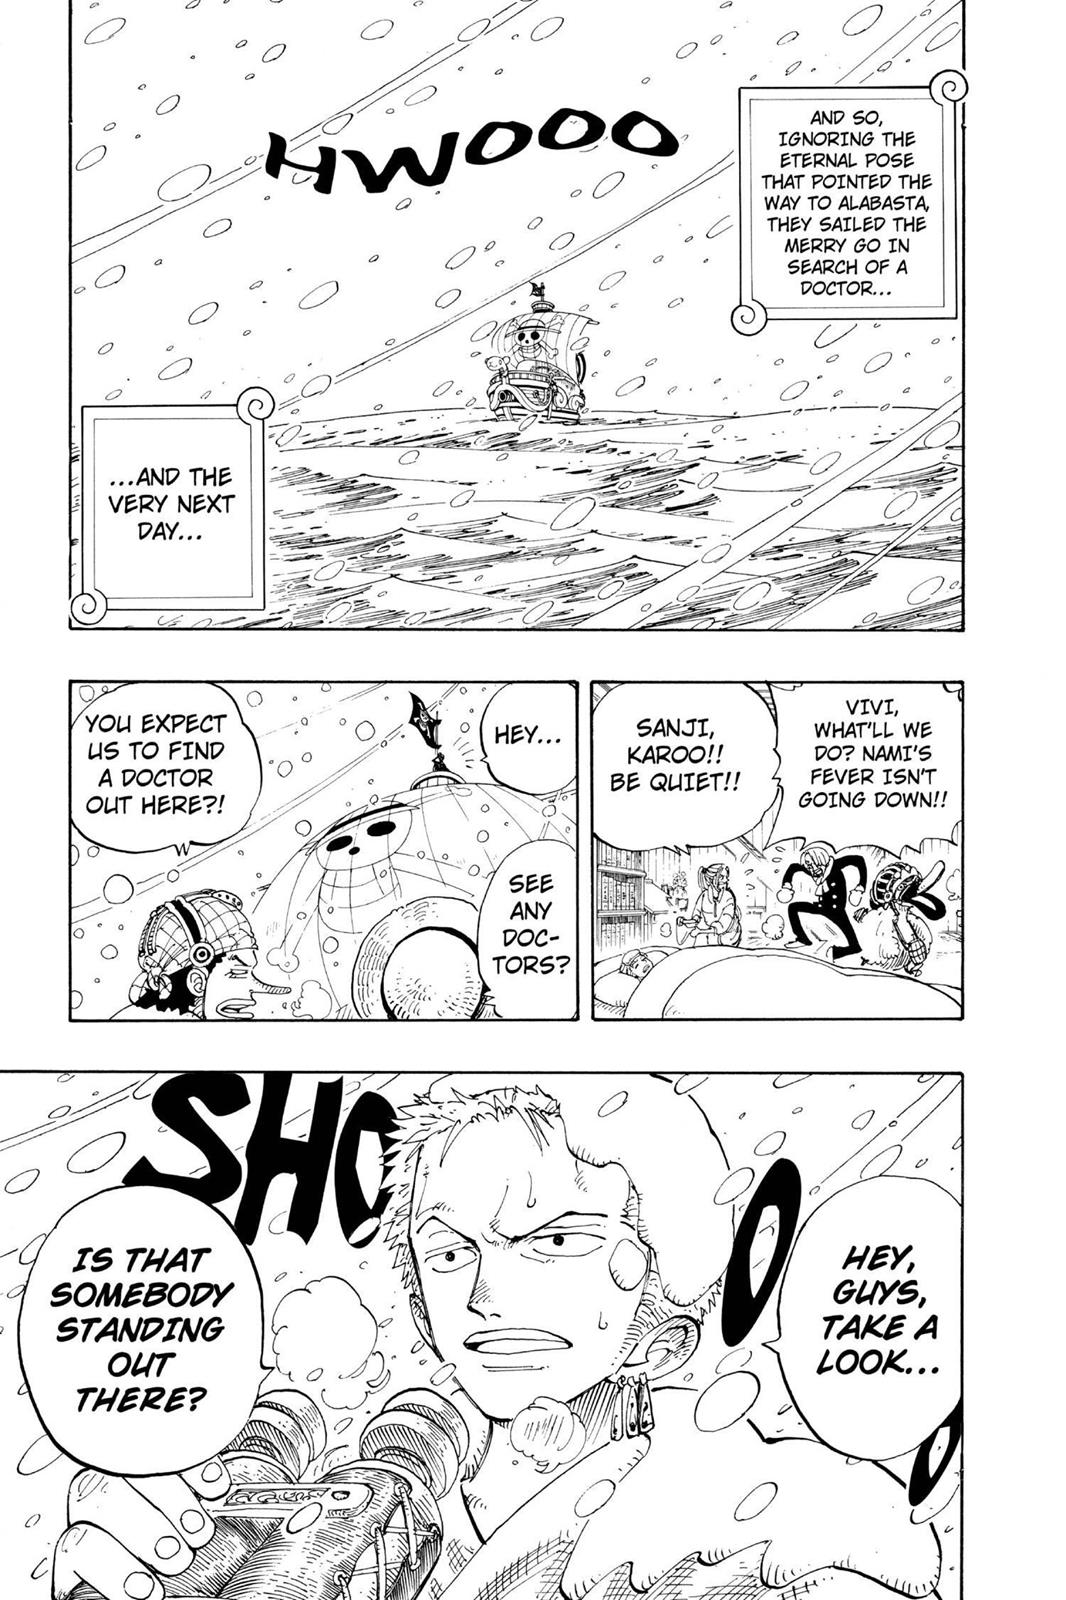 HWOOO
AND SO,
IGNORING THE
ETERNAL POSE
THAT POINTED THE
WAY TO ALABASTA,
THEY SAILED THE
MERRY GO IN
SEARCH OF A
DOCTOR...
...AND THE
VERY NEXT
DAY...
VIVI,
WHAT'LL WE
DO? NAMI'S
FEVER ISN'T
GOING DOWN!!
SANJI,
KAROO!!
BE QUIET!!
HEY...
SEE
ANY
DOC-
TORS?
YOU EXPECT
US TO FIND
A DOCTOR
OUT HERE?!
SHOOO
HEY,
GUYS,
TAKE A
LOOK...
IS THAT
SOMEBODY
STANDING
OUT
THERE?